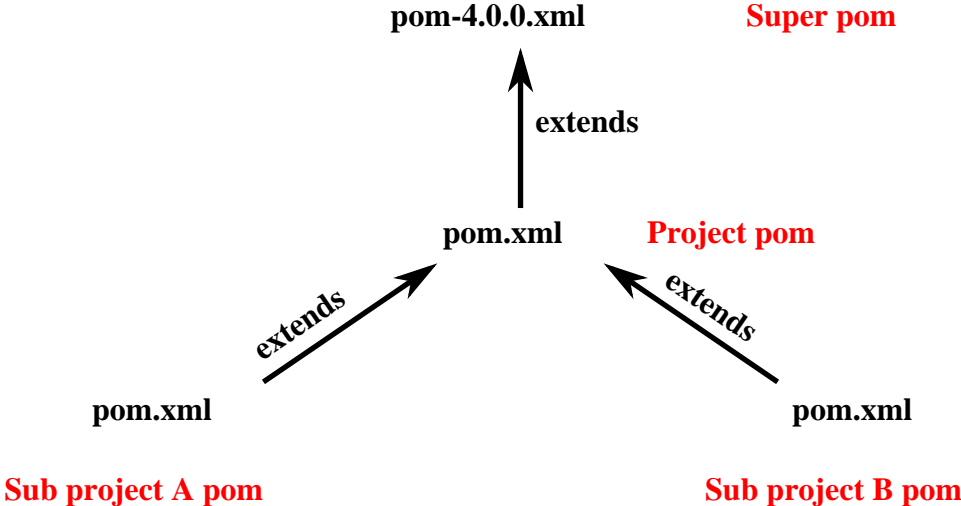 pom-4.0.0.xml Super pom
extends
pom.xml Project pom
extends
extends
pom.xml
pom.xml
Sub project A pom
Sub project B pom